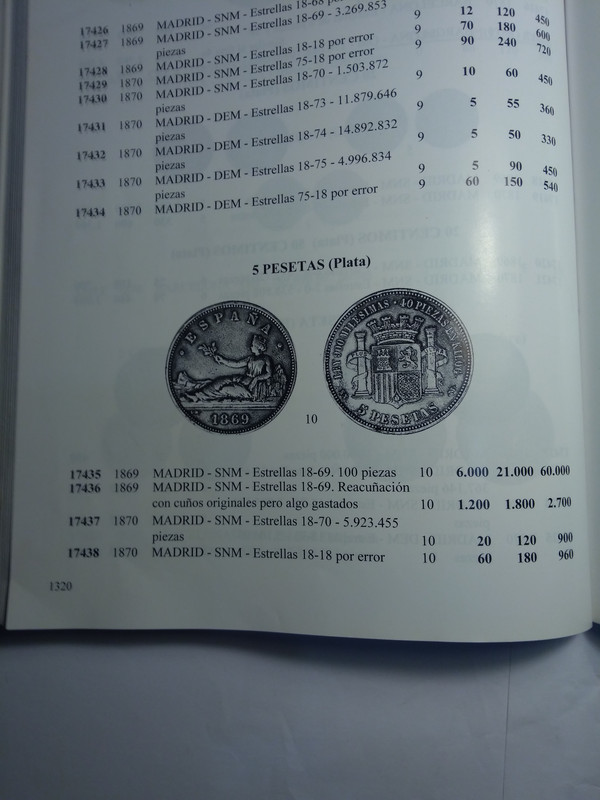 17426 1869 MADRID - SNM - Estrellas 18-68 9 12 120 450
17427 1869 MADRID - SNM - Estrellas 18-69 - 3.269.853
piezas 9 70 180 600
17428 1869 MADRID - SNM - Estrellas 18-18 por error 9 90 240 720
17429 1870 MADRID - SNM - Estrellas 75-18 por error
17430 1870 MADRID - SNM - Estrellas 18-70 - 1.503.872
piezas 9 10 60 450
17431 1870 MADRID - DEM - Estrellas 18-73 - 11.879.646
piezas 9 5 55 360
17432 1870 MADRID - DEM - Estrellas 18-74 - 14.892.832
piezas 9 5 50 330
17433 1870 MADRID - DEM - Estrellas 18-75 - 4.996.834
piezas 9 5 90 450
17434 1870 MADRID - DEM - Estrellas 75-18 por error 9 60 150 540
5 PESETAS (Plata)
ESPAÑA
1869
LEY 900 MILESIMAS · 40 PIEZAS EN KILOG.
5 PESETAS
10
17435 1869 MADRID - SNM - Estrellas 18-69. 100 piezas 10 6.000 21.000 60.000
17436 1869 MADRID - SNM - Estrellas 18-69. Reacuñación
con cuños originales pero algo gastados 10 1.200 1.800 2.700
17437 1870 MADRID - SNM - Estrellas 18-70 - 5.923.455
piezas 10 20 120 900
17438 1870 MADRID - SNM - Estrellas 18-18 por error 10 60 180 960
1320